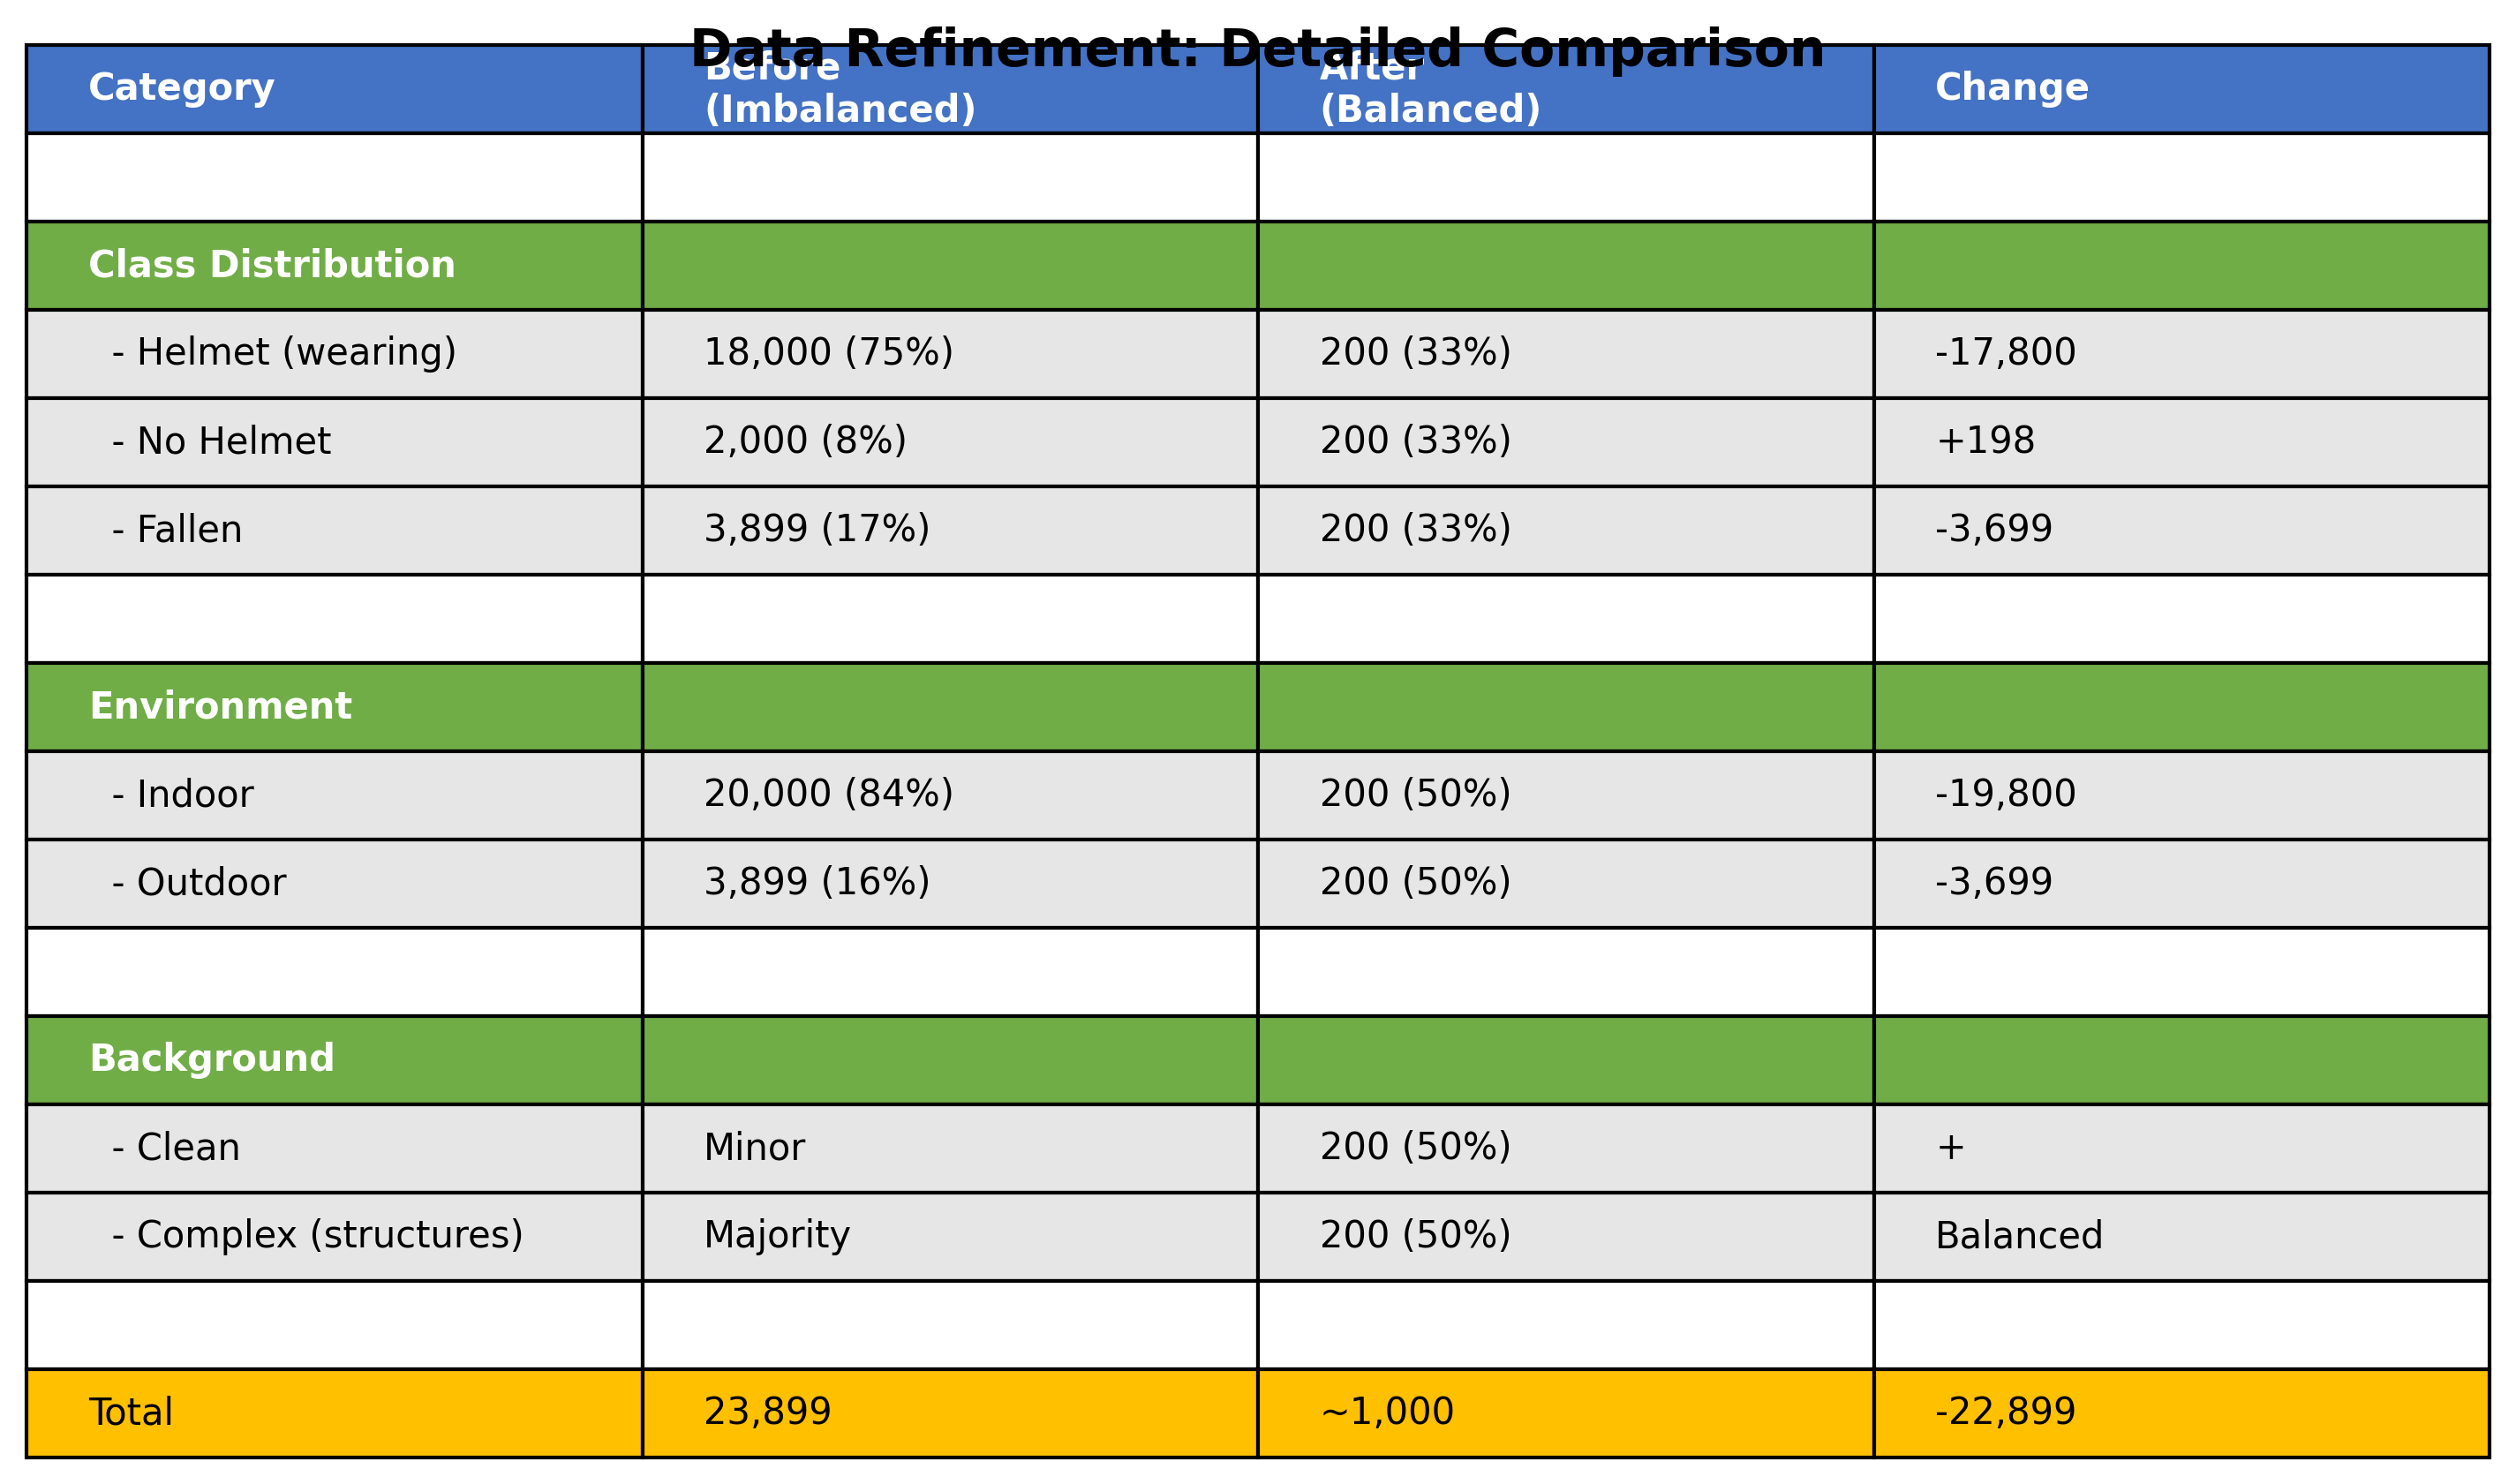 Data Refinement: Detailed Comparison
Category
Before
(Imbalanced)
After
(Balanced)
Change
Class Distribution
- Helmet (wearing)
18,000 (75%)
200 (33%)
-17,800
- No Helmet
2,000 (8%)
200 (33%)
+198
- Fallen
3,899 (17%)
200 (33%)
-3,699
Environment
- Indoor
20,000 (84%)
200 (50%)
-19,800
- Outdoor
3,899 (16%)
200 (50%)
-3,699
Background
- Clean
Minor
200 (50%)
+
- Complex (structures)
Majority
200 (50%)
Balanced
Total
23,899
~1,000
-22,899